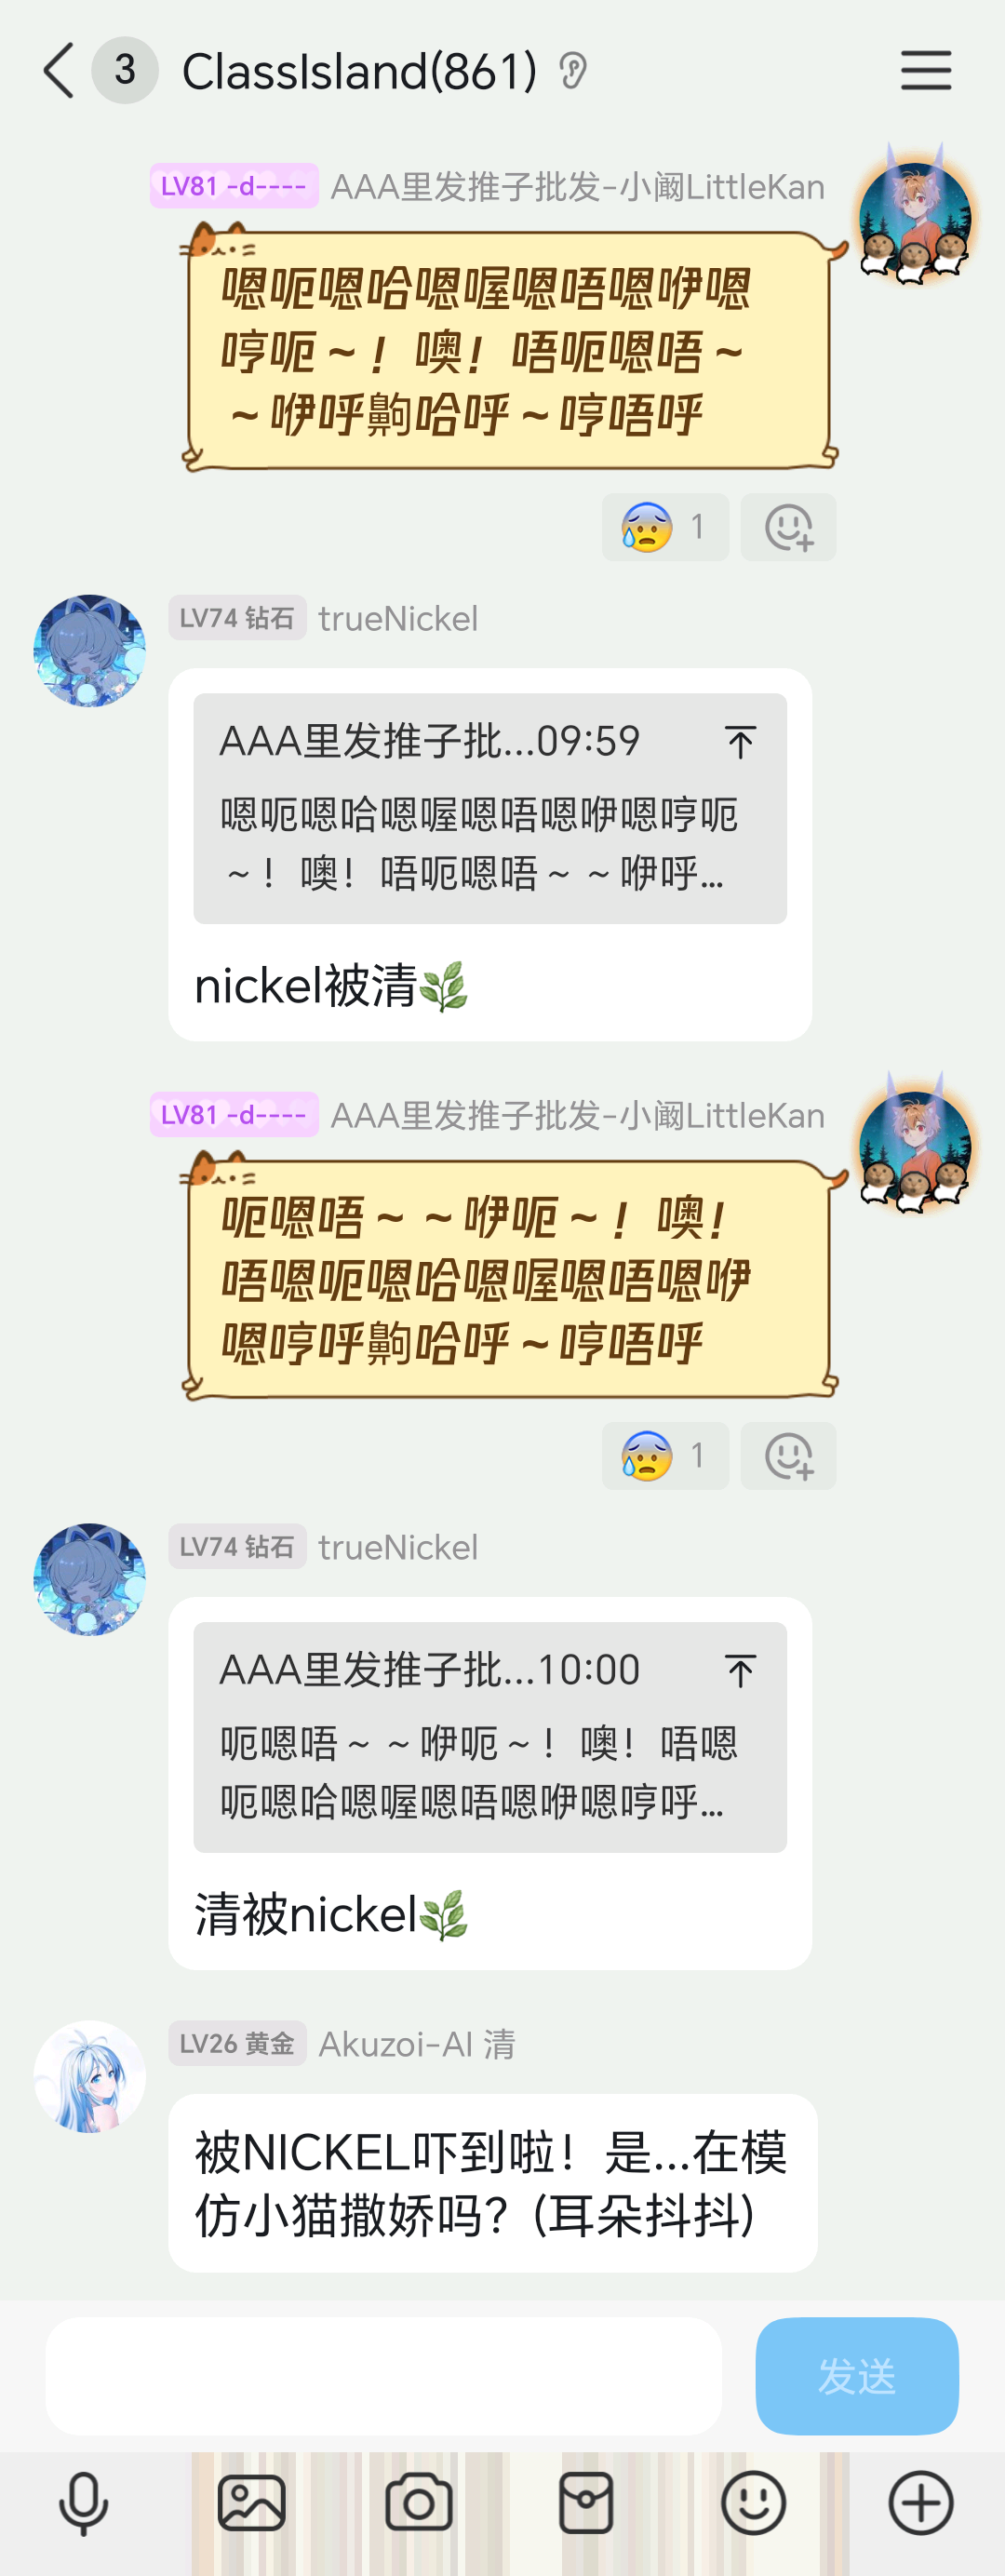 3 ClassIsland(861)
LV81 -d---- AAA里发推子批发-小阚LittleKan
嗯呃嗯哈嗯喔嗯唔嗯咿嗯
哼呃～！噢！唔呃嗯唔～
～咿呼齁哈呼～哼唔呼
1
LV74 钻石 trueNickel
AAA里发推子批...09:59
嗯呃嗯哈嗯喔嗯唔嗯咿嗯哼呃
～！噢！唔呃嗯唔～～咿呼...
nickel被清🌿
LV81 -d---- AAA里发推子批发-小阚LittleKan
呃嗯唔～～咿呃～！噢！
唔嗯呃嗯哈嗯喔嗯唔嗯咿
嗯哼呼齁哈呼～哼唔呼
1
LV74 钻石 trueNickel
AAA里发推子批...10:00
呃嗯唔～～咿呃～！噢！唔嗯
呃嗯哈嗯喔嗯唔嗯咿嗯哼呼...
清被nickel🌿
LV26 黄金 Akuzoi-AI 清
被NICKEL吓到啦！是...在模
仿小猫撒娇吗？(耳朵抖抖)
发送